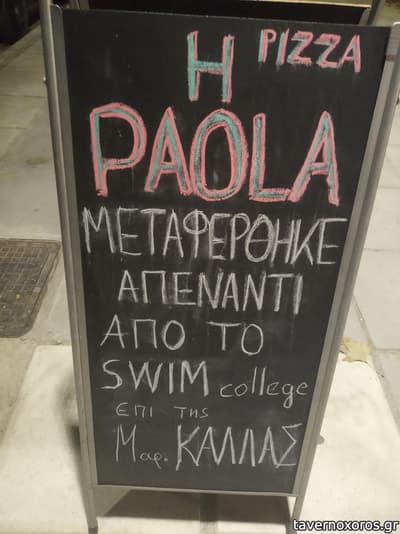 Η PIZZA
PAOLA
ΜΕΤΑΦΕΡΘΗΚΕ
ΑΠΕΝΑΝΤΙ
ΑΠΟ ΤΟ
SWIM college
ΕΠΙ ΤΗΣ
Μαρ. ΚΑΛΛΑΣ
tavernoxoros.gr